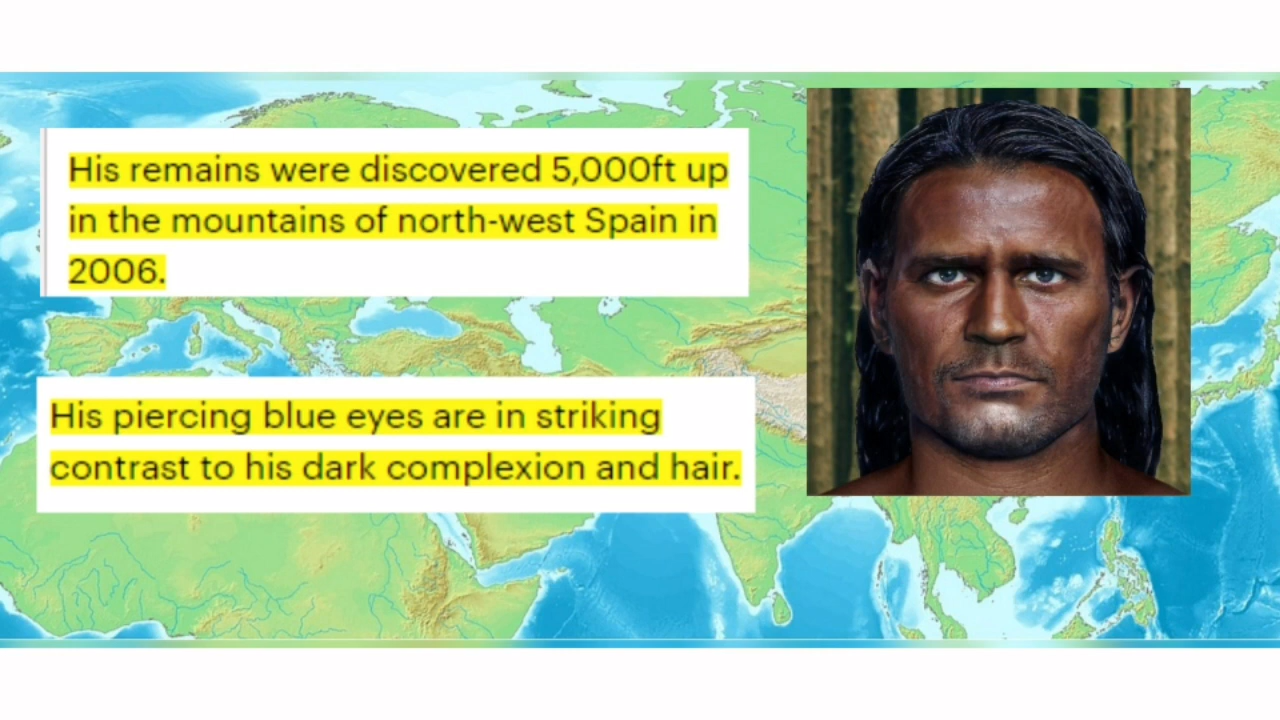 His remains were discovered 5,000ft up
in the mountains of north-west Spain in
2006.
His piercing blue eyes are in striking
contrast to his dark complexion and hair.